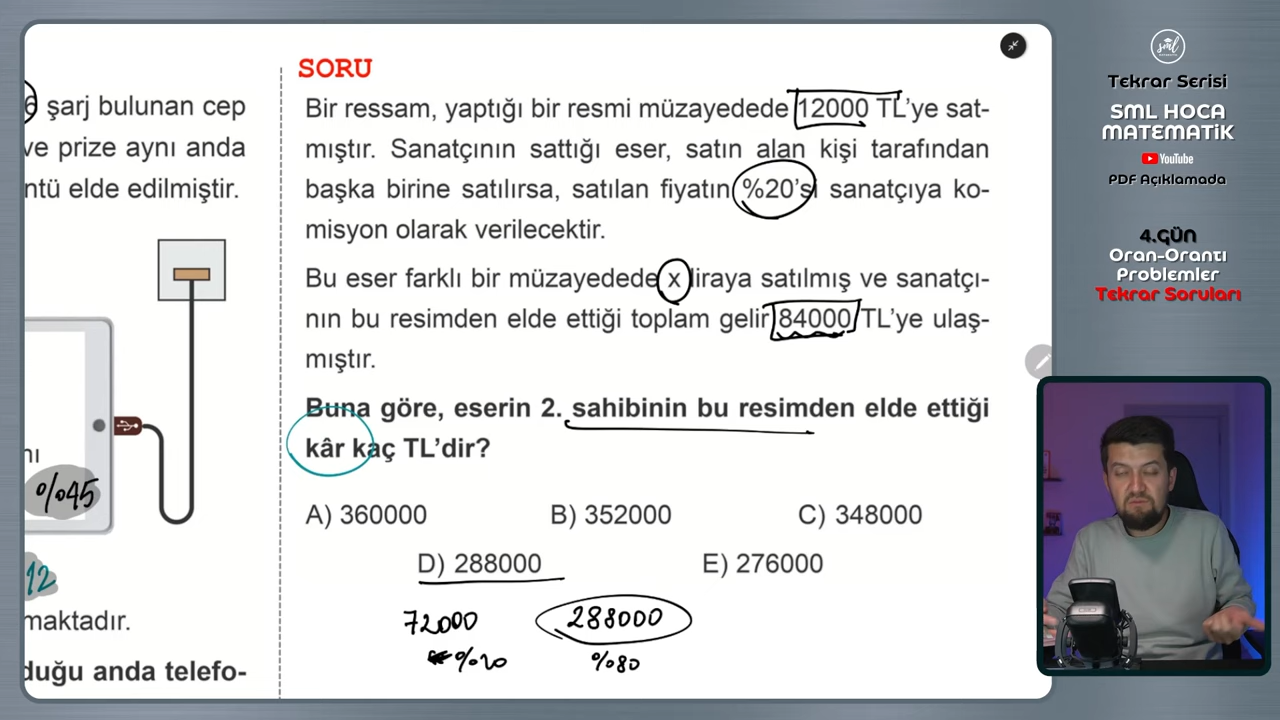 şarj bulunan cep
ve prize aynı anda
ntü elde edilmiştir.
%45
12
maktadır.
duğu anda telefo-
SORU
Bir ressam, yaptığı bir resmi müzayedede 12000 TL'ye sat-
mıştır. Sanatçının sattığı eser, satın alan kişi tarafından
başka birine satılırsa, satılan fiyatın %20'si sanatçıya ko-
misyon olarak verilecektir.
Bu eser farklı bir müzayedede x liraya satılmış ve sanatçı-
nın bu resimden elde ettiği toplam gelir 84000 TL'ye ulaş-
mıştır.
Buna göre, eserin 2. sahibinin bu resimden elde ettiği
kâr kaç TL'dir?
A) 360000 B) 352000 C) 348000
D) 288000 E) 276000
72000 288000
%20 %80
sml
Tekrar Serisi
SML HOCA
MATEMATİK
YouTube
PDF Açıklamada
4.GÜN
Oran-Orantı
Problemler
Tekrar Soruları